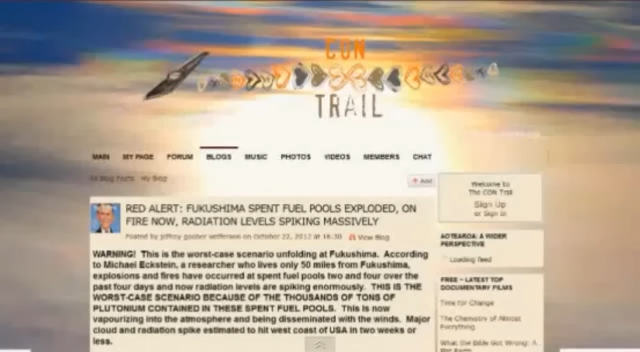 CON
TRAIL
MAIN MY PAGE FORUM BLOGS MUSIC PHOTOS VIDEOS MEMBERS CHAT
All Blog Posts My Blog
+ Add
RED ALERT: FUKUSHIMA SPENT FUEL POOLS EXPLODED, ON
FIRE NOW, RADIATION LEVELS SPIKING MASSIVELY
Posted by jeffrey gosber wefferson on October 22, 2012 at 16:30 View Blog
WARNING! This is the worst-case scenario unfolding at Fukushima. According
to Michael Eckstein, a researcher who lives only 50 miles from Fukushima,
explosions and fires have occurred at spent fuel pools two and four over the
past four days and now radiation levels are spiking enormously. THIS IS THE
WORST-CASE SCENARIO BECAUSE OF THE THOUSANDS OF TONS OF
PLUTONIUM CONTAINED IN THESE SPENT FUEL POOLS. This is now
vapourizing into the atmosphere and being disseminated with the winds. Major
cloud and radiation spike estimated to hit west coast of USA in two weeks or
less.
Welcome to
The CON Trail
Sign Up
or Sign In
AOTEAROA: A WIDER
PERSPECTIVE
Loading feed
FREE ~ LATEST TOP
DOCUMENTARY FILMS
Time for Change
The Chemistry of Almost
Everything
What the Bible Got Wrong: A